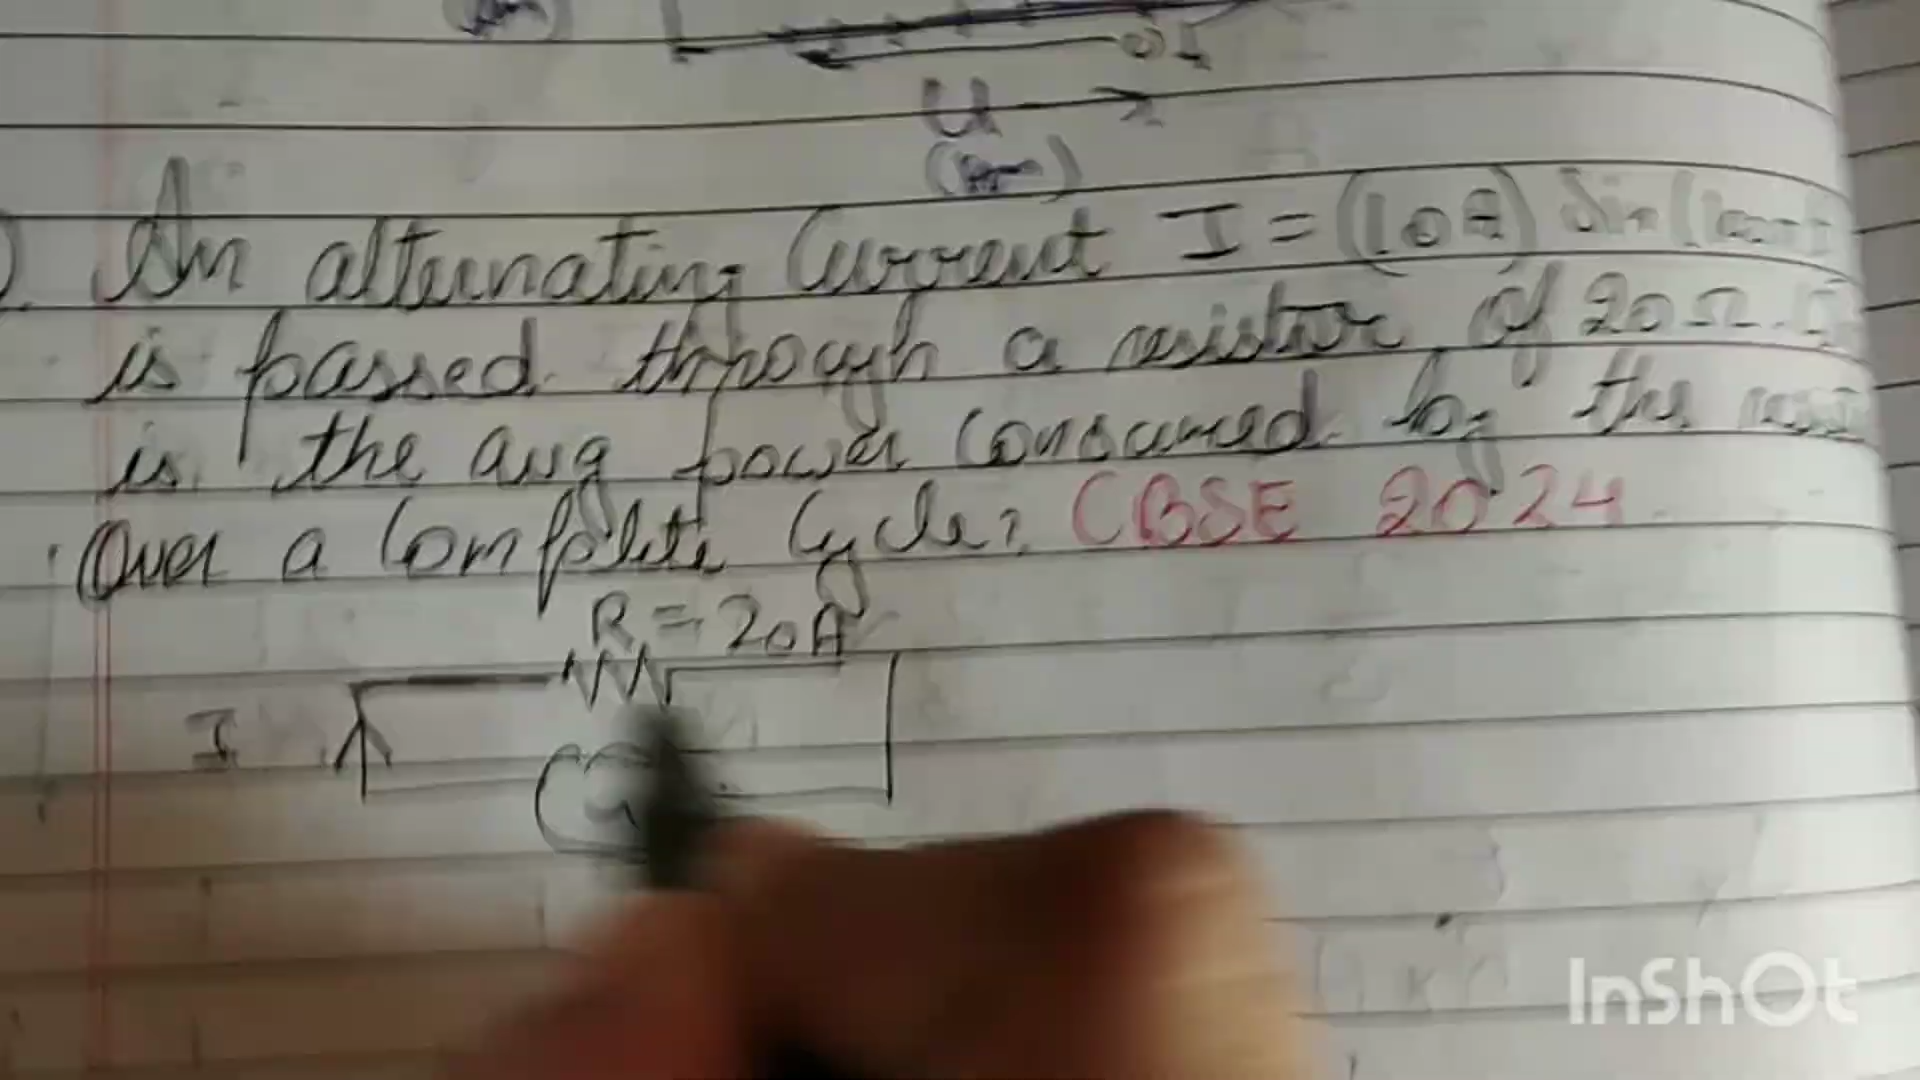 U
An alternating Current I = (10A) Sin (100π
is passed through a resistor of 20Ω.
is the avg power Consumed by the
Over a Complete Cycle? CBSE 2024
R = 20A
I
InShOt